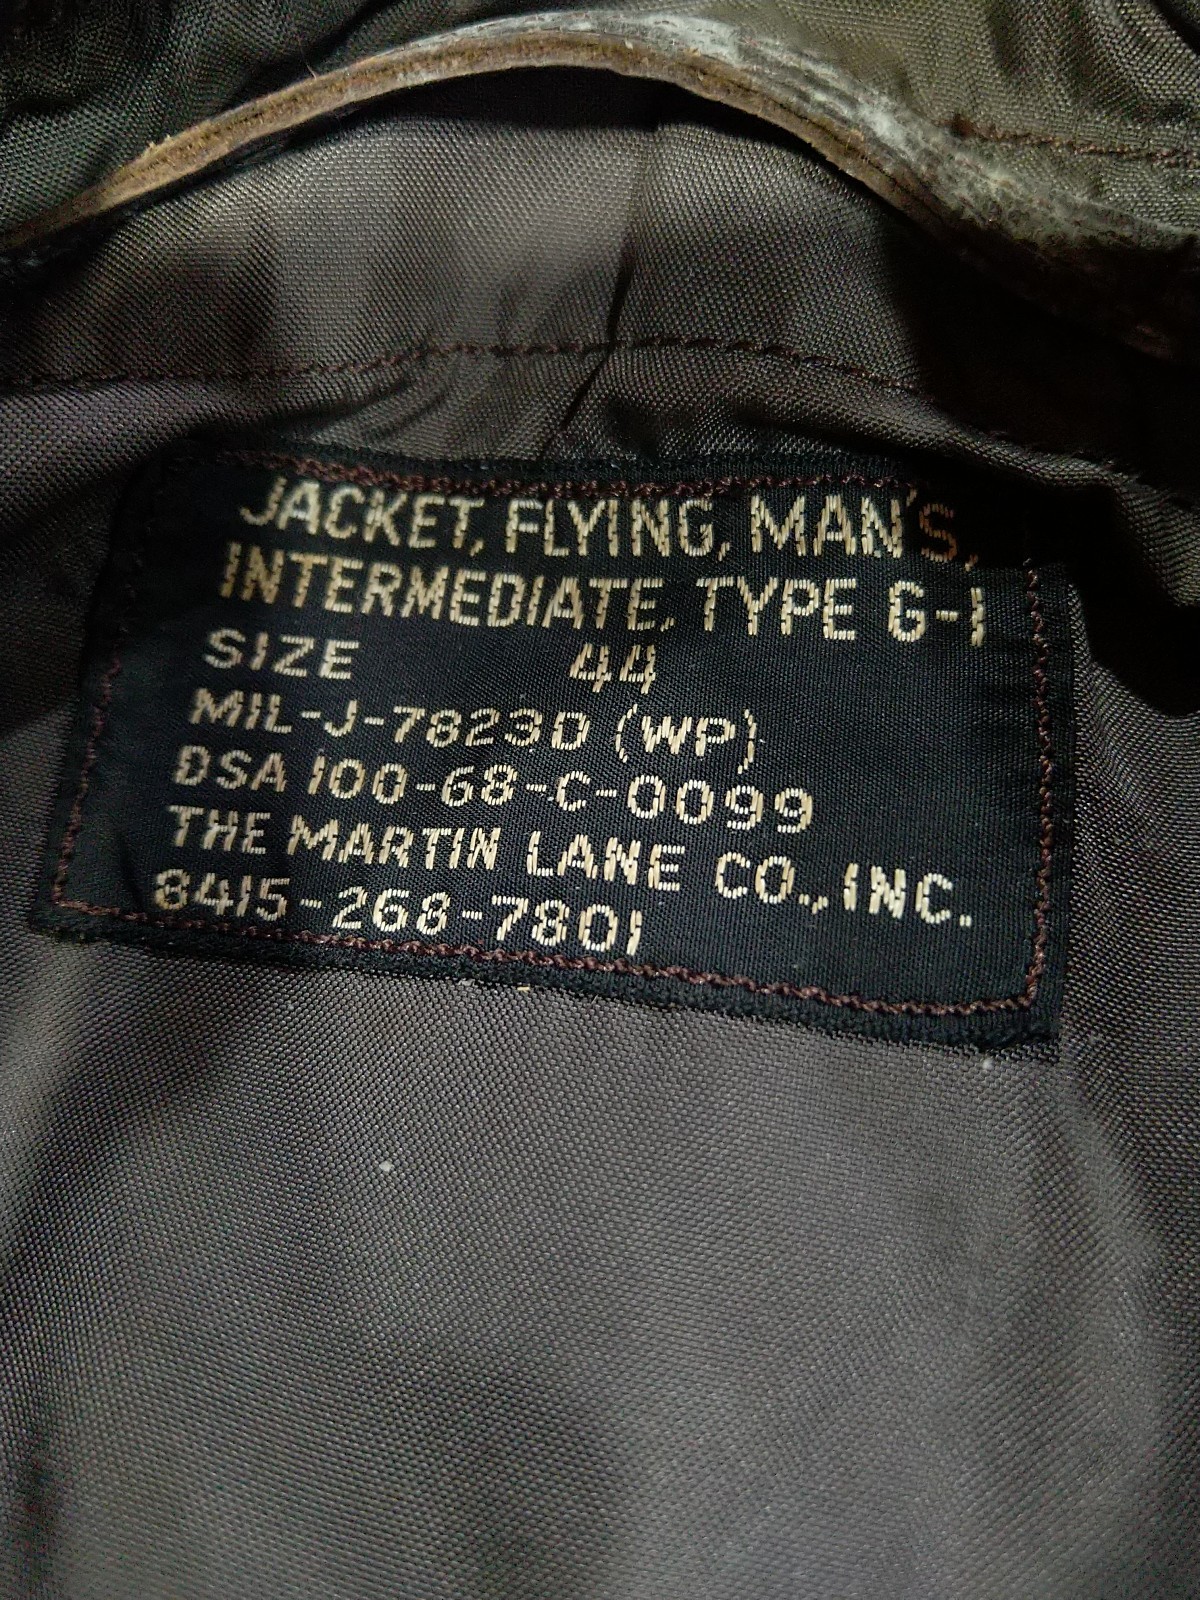 JACKET, FLYING, MAN'S,
INTERMEDIATE, TYPE G-1
SIZE 44
MIL-J-7823D (WP)
DSA 100-68-C-0099
THE MARTIN LANE CO., INC.
8415-268-7801